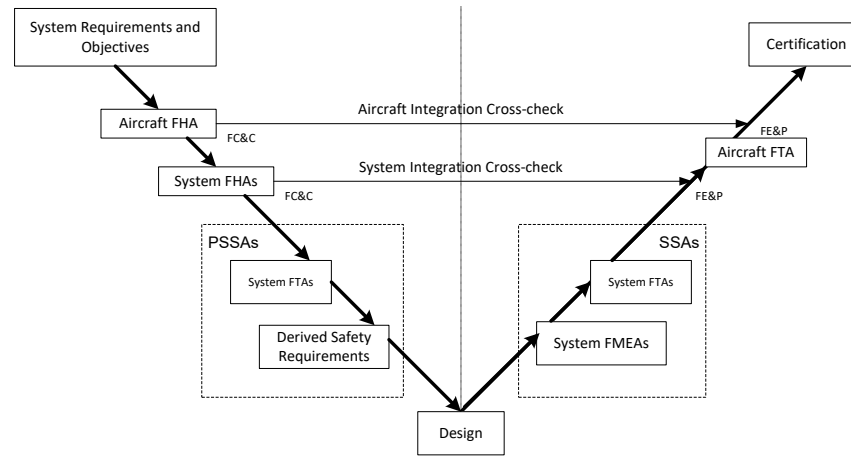 System Requirements and
Objectives
Certification
Aircraft Integration Cross-check
Aircraft FHA
FC&C
FE&P
Aircraft FTA
System Integration Cross-check
System FHAs
FC&C
FE&P
PSSAs
SSAs
System FTAs
System FTAs
Derived Safety
Requirements
System FMEAs
Design